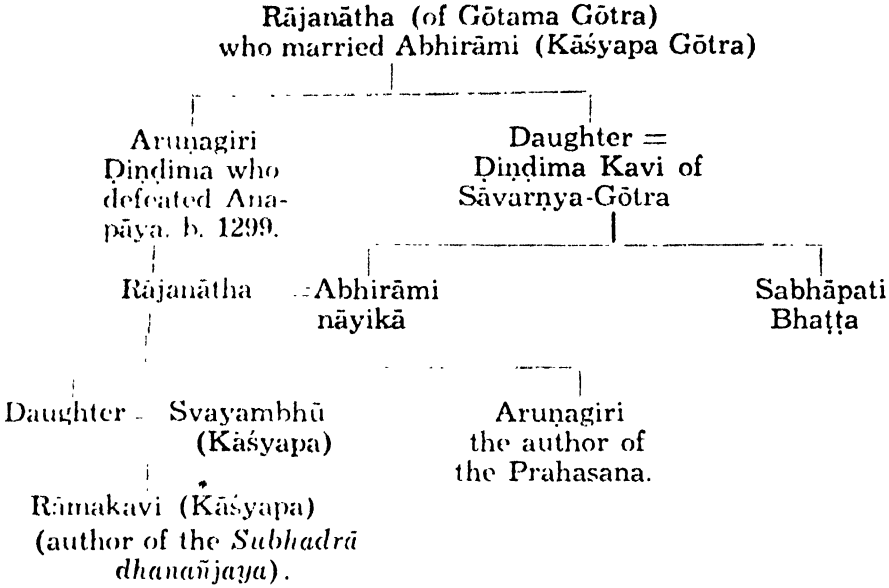 Rājanātha (of Gōtama Gōtra)
who married Abhirāmi (Kāśyapa Gōtra)
Aruṇagiri
Ḍiṇḍima who
defeated Ana-
pāya. b. 1299.
Daughter =
Ḍiṇḍima Kavi of
Sāvarṇya-Gōtra
Rājanātha = Abhirāmi
nāyikā
Sabhāpati
Bhaṭṭa
Daughter - Svayambhū
(Kāśyapa)
Aruṇagiri
the author of
the Prahasana.
Rāmakavi (Kāśyapa)
(author of the Subhadrā
dhanañjaya).